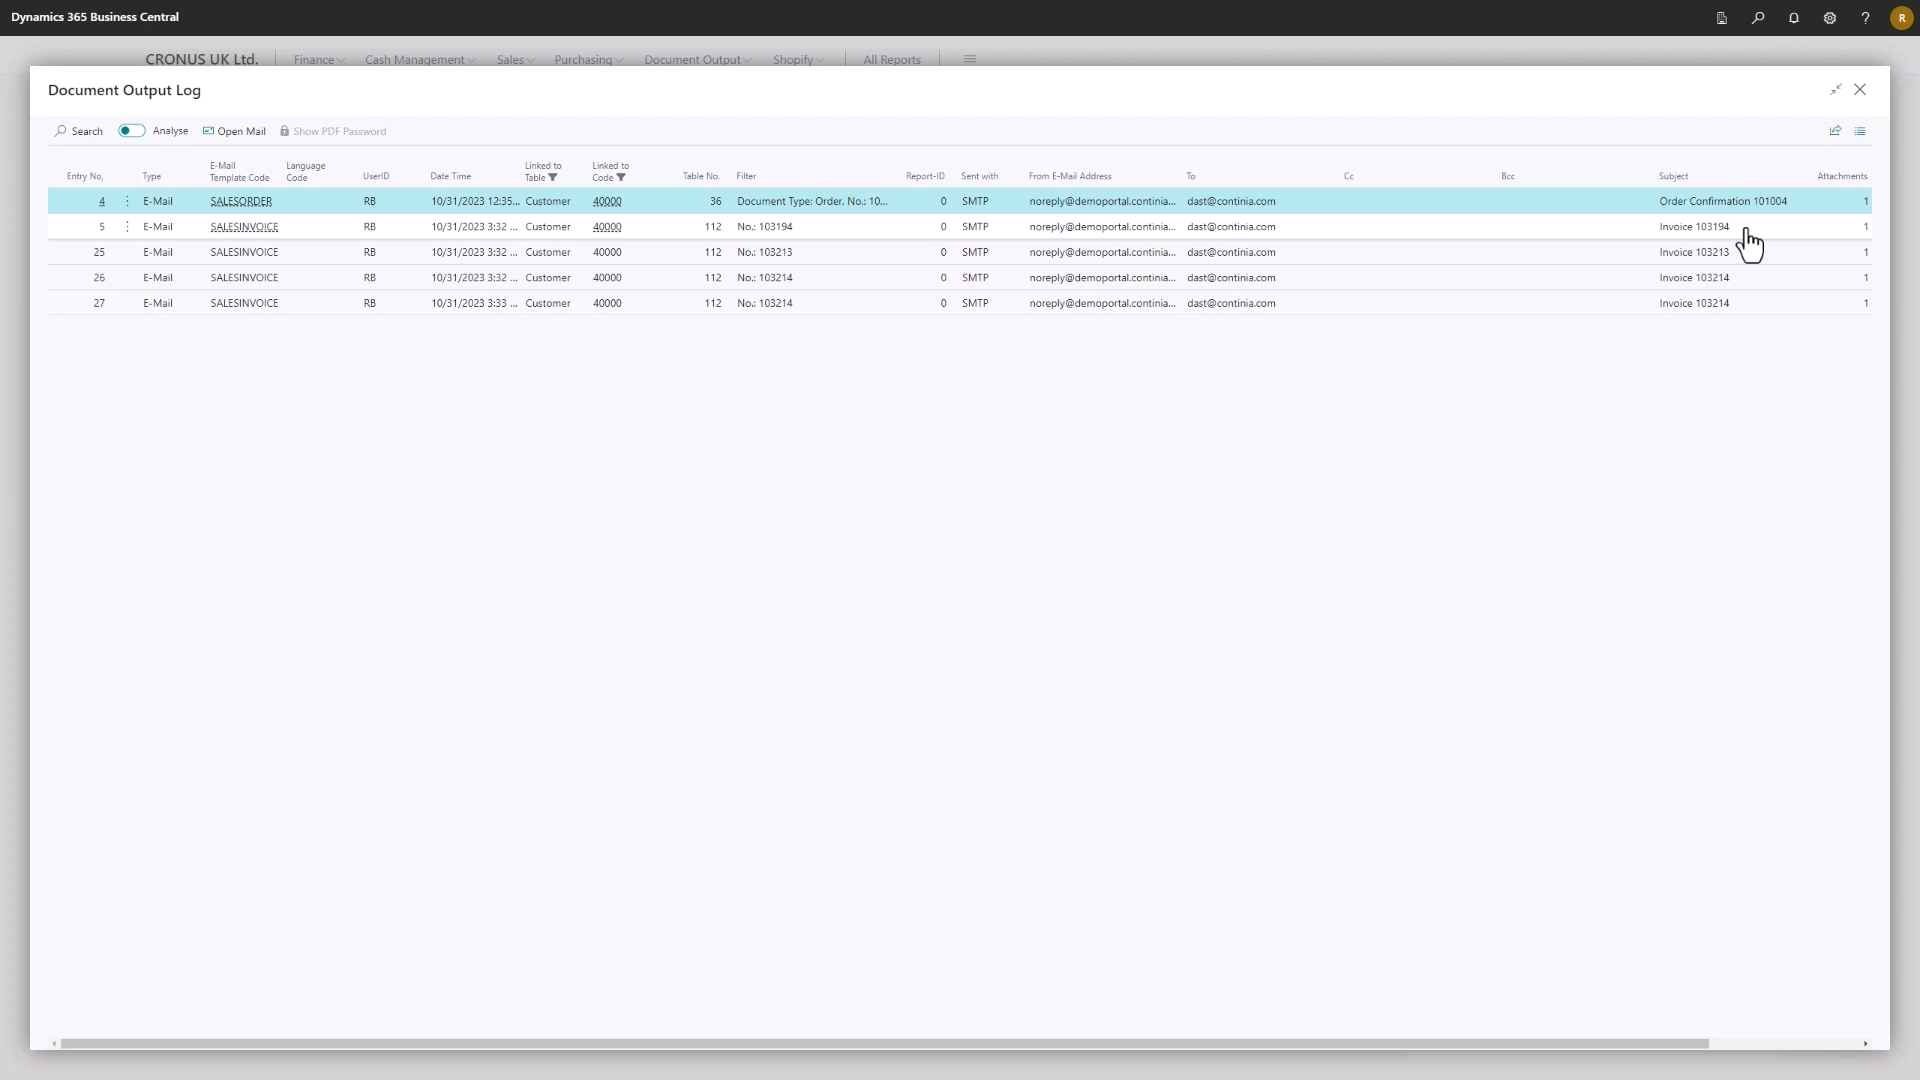 Dynamics 365 Business Central
R
CRONUS UK Ltd. Finance Cash Management Sales Purchasing Document Output Shopify All Reports
Document Output Log
Search Analyse Open Mail Show PDF Password
Entry No. Type E-Mail Template Code Language Code UserID Date Time Linked to Table Linked to Code Table No. Filter Report-ID Sent with From E-Mail Address To Cc Bcc Subject Attachments
4 E-Mail SALESORDER RB 10/31/2023 12:35... Customer 40000 36 Document Type: Order, No.: 10... 0 SMTP noreply@demoportal.continia... dast@continia.com Order Confirmation 101004 1
5 E-Mail SALESINVOICE RB 10/31/2023 3:32 ... Customer 40000 112 No.: 103194 0 SMTP noreply@demoportal.continia... dast@continia.com Invoice 103194 1
25 E-Mail SALESINVOICE RB 10/31/2023 3:32 ... Customer 40000 112 No.: 103213 0 SMTP noreply@demoportal.continia... dast@continia.com Invoice 103213 1
26 E-Mail SALESINVOICE RB 10/31/2023 3:32 ... Customer 40000 112 No.: 103214 0 SMTP noreply@demoportal.continia... dast@continia.com Invoice 103214 1
27 E-Mail SALESINVOICE RB 10/31/2023 3:33 ... Customer 40000 112 No.: 103214 0 SMTP noreply@demoportal.continia... dast@continia.com Invoice 103214 1